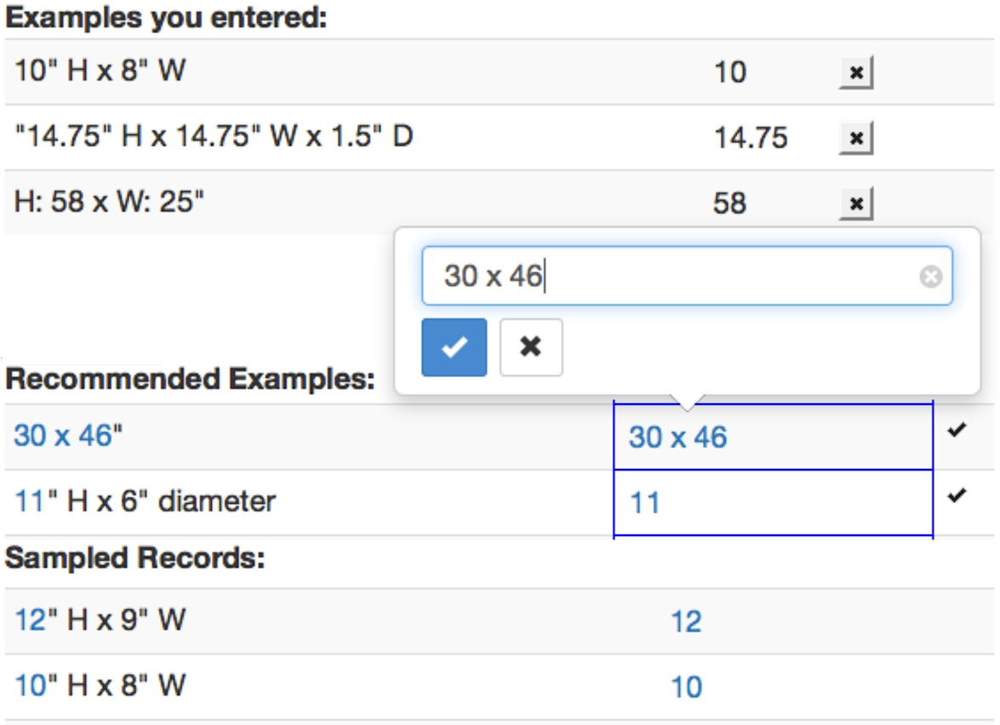 Examples you entered:
10" H x 8" W 10
"14.75" H x 14.75" W x 1.5" D 14.75
H: 58 x W: 25" 58
30 x 46
Recommended Examples:
30 x 46" 30 x 46
11" H x 6" diameter 11
Sampled Records:
12" H x 9" W 12
10" H x 8" W 10